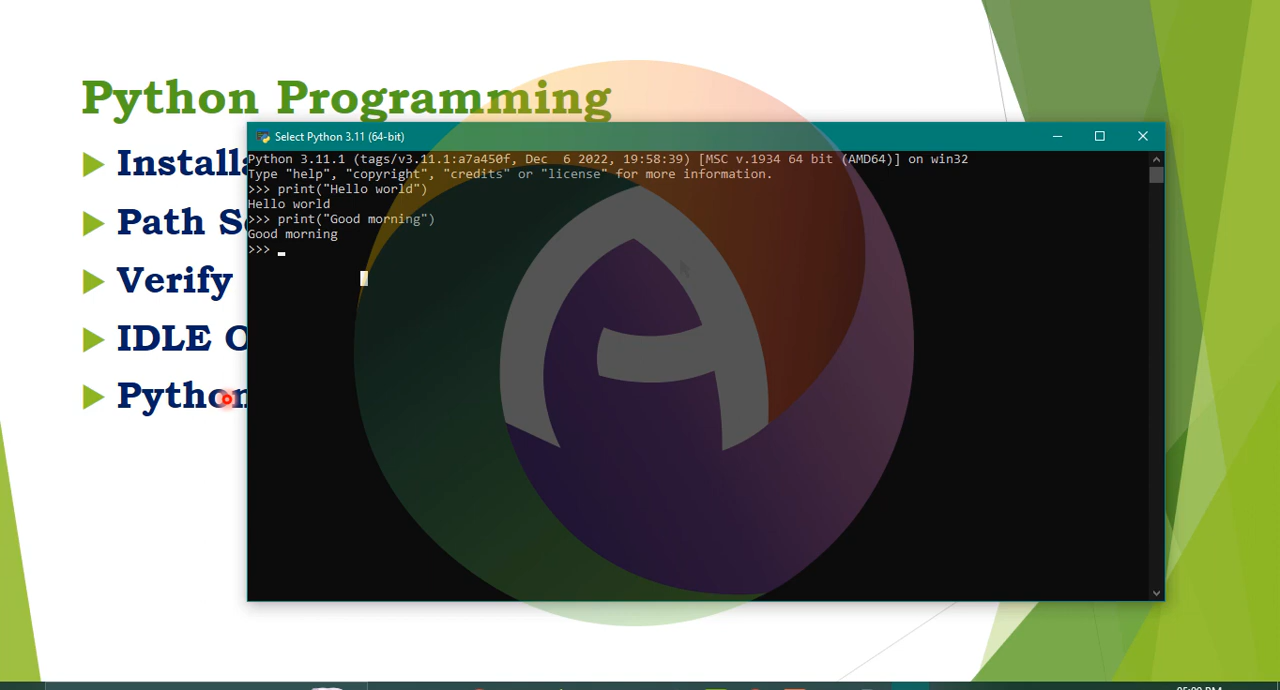 Python Programming
Select Python 3.11 (64-bit)
Python 3.11.1 (tags/v3.11.1:a7a450f, Dec  6 2022, 19:58:39) [MSC v.1934 64 bit (AMD64)] on win32
Type "help", "copyright", "credits" or "license" for more information.
>>> print("Hello world")
Hello world
>>> print("Good morning")
Good morning
>>>
Installa
Path S
Verify
IDLE
Python